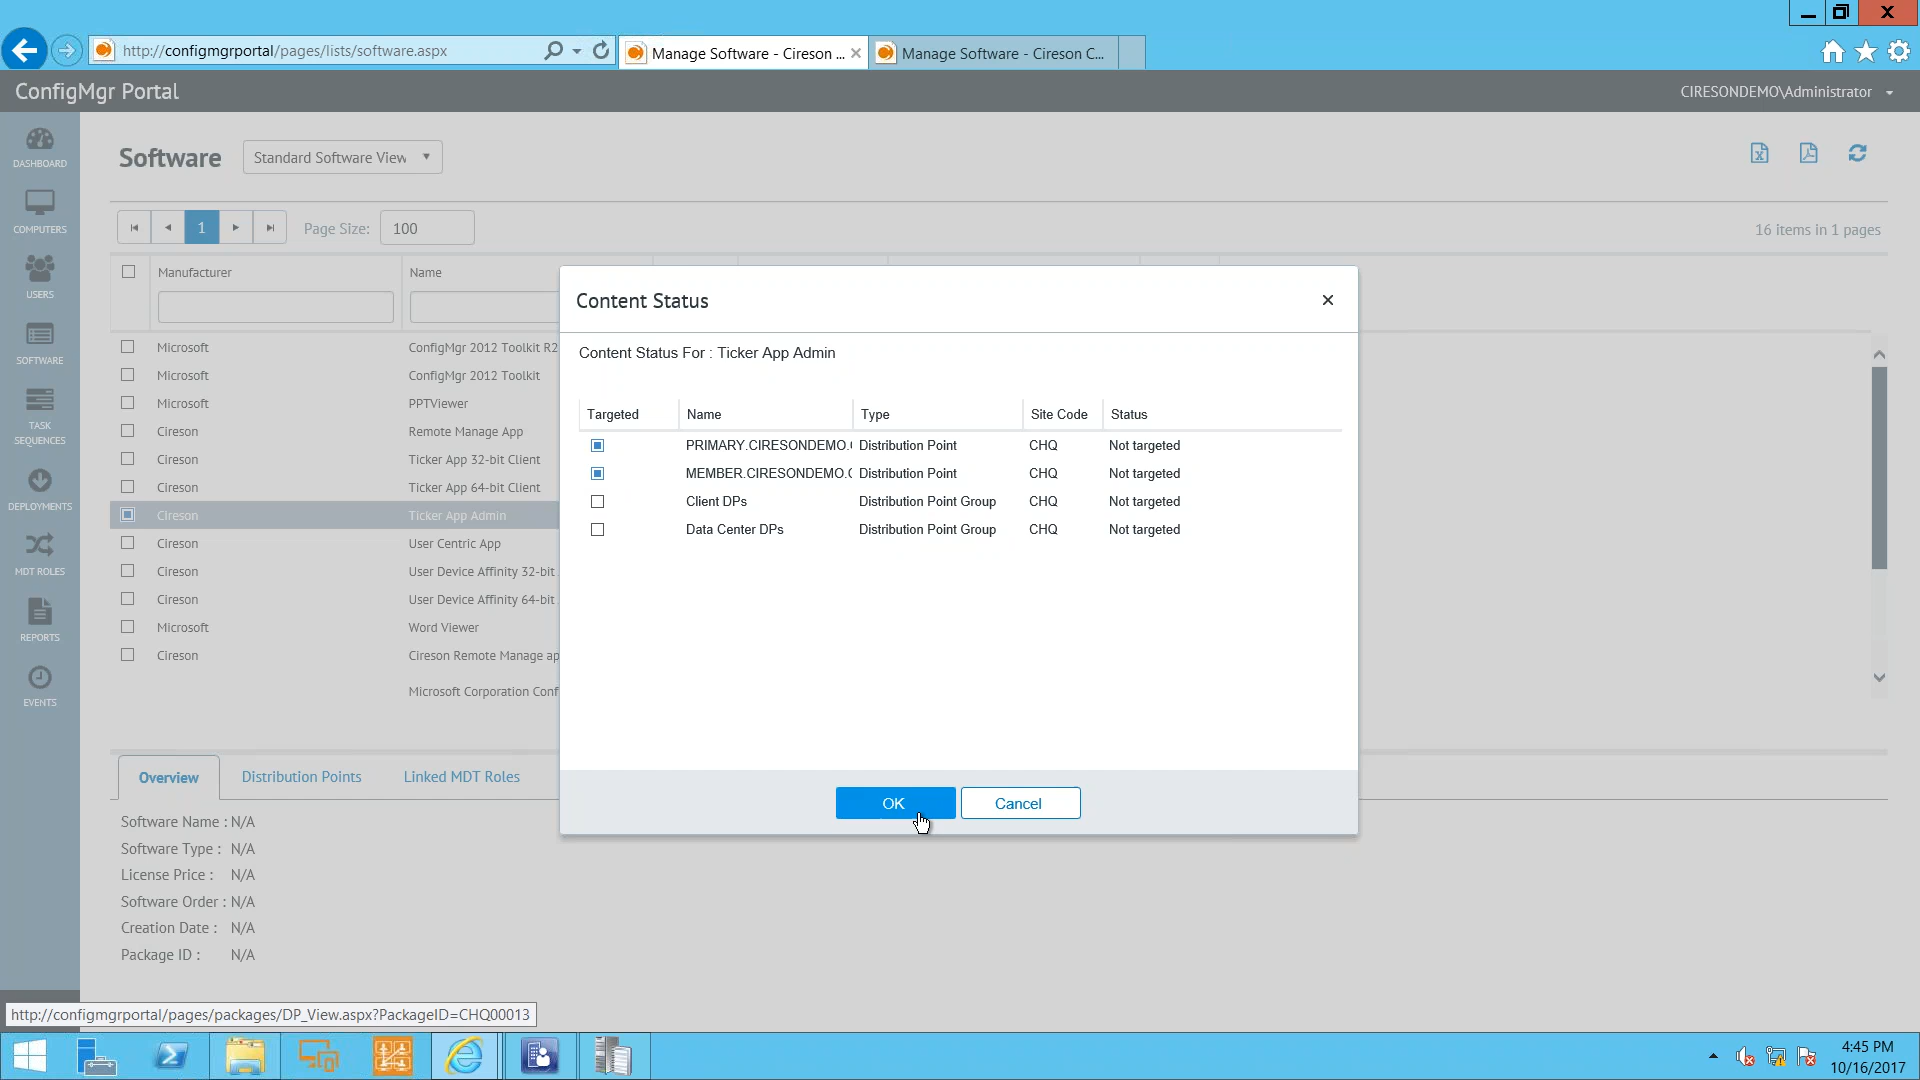 http://configmgrportal/pages/lists/software.aspx
Manage Software - Cireson ...
Manage Software - Cireson C...
ConfigMgr Portal
CIRESONDEMO\Administrator
DASHBOARD
COMPUTERS
USERS
SOFTWARE
TASK
SEQUENCES
DEPLOYMENTS
MDT ROLES
REPORTS
EVENTS
Software
Standard Software View
1
Page Size:
100
16 items in 1 pages
Manufacturer
Name
Microsoft
ConfigMgr 2012 Toolkit R2
Microsoft
ConfigMgr 2012 Toolkit
Microsoft
PPTViewer
Cireson
Remote Manage App
Cireson
Ticker App 32-bit Client
Cireson
Ticker App 64-bit Client
Cireson
Ticker App Admin
Cireson
User Centric App
Cireson
User Device Affinity 32-bit
Cireson
User Device Affinity 64-bit
Microsoft
Word Viewer
Cireson
Cireson Remote Manage ap
Microsoft Corporation Conf
Content Status
Content Status For : Ticker App Admin
Targeted
Name
Type
Site Code
Status
PRIMARY.CIRESONDEMO.
Distribution Point
CHQ
Not targeted
MEMBER.CIRESONDEMO.C
Distribution Point
CHQ
Not targeted
Client DPs
Distribution Point Group
CHQ
Not targeted
Data Center DPs
Distribution Point Group
CHQ
Not targeted
OK
Cancel
Overview
Distribution Points
Linked MDT Roles
Software Name : N/A
Software Type : N/A
License Price : N/A
Software Order : N/A
Creation Date : N/A
Package ID : N/A
http://configmgrportal/pages/packages/DP_View.aspx?PackageID=CHQ00013
4:45 PM
10/16/2017